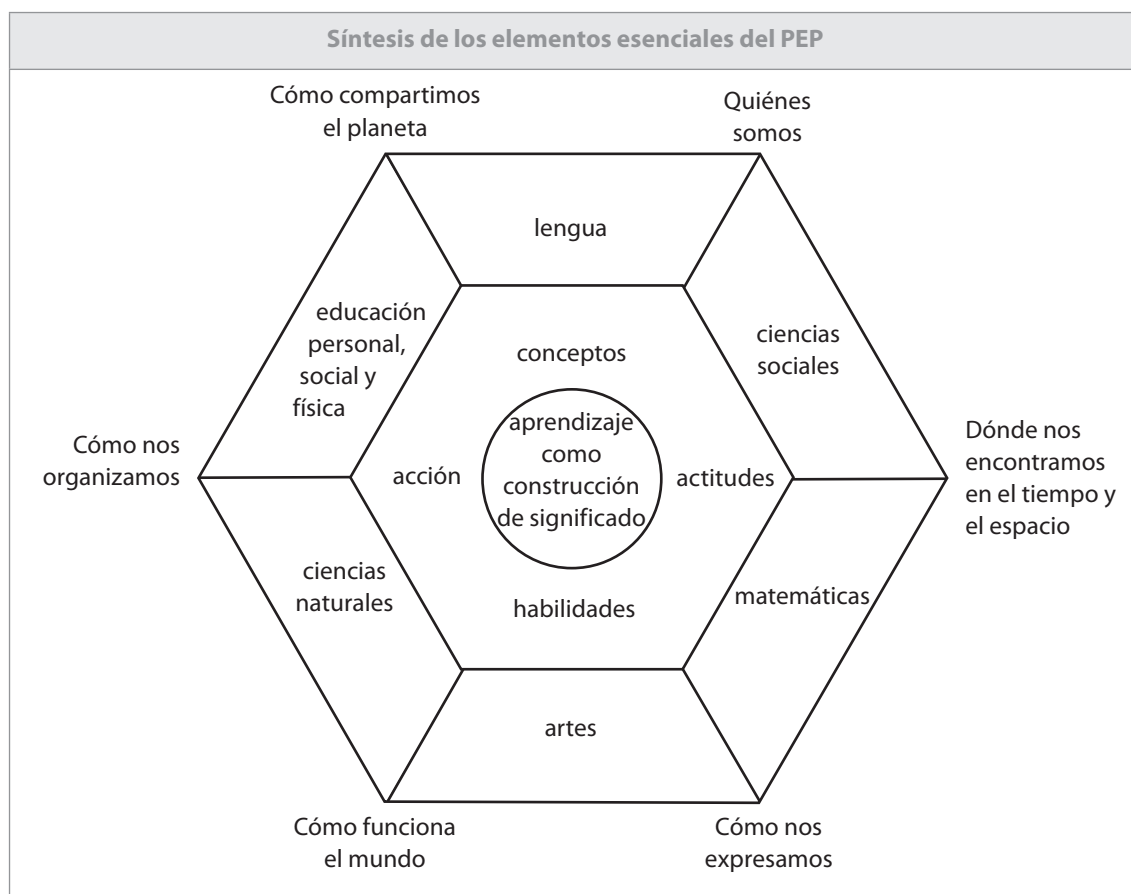 Síntesis de los elementos esenciales del PEP
Cómo compartimos
el planeta
Quiénes
somos
lengua
educación
personal,
social y
física
ciencias
sociales
conceptos
aprendizaje
como
construcción
de significado
acción
actitudes
Cómo nos
organizamos
Dónde nos
encontramos
en el tiempo y
el espacio
ciencias
naturales
habilidades
matemáticas
artes
Cómo funciona
el mundo
Cómo nos
expresamos